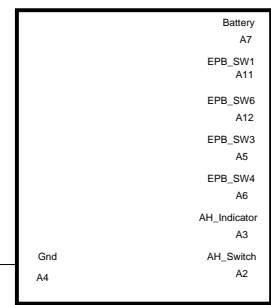 Battery
A7
EPB_SW1
A11
EPB_SW6
A12
EPB_SW3
A5
EPB_SW4
A6
AH_Indicator
A3
Gnd
AH_Switch
A4
A2